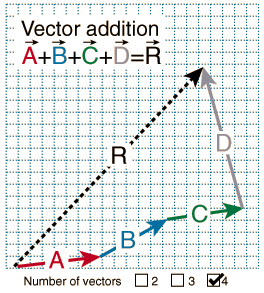 Vector addition
A+B+C+D=R
R
D
C
B
A
Number of vectors 2 3 4